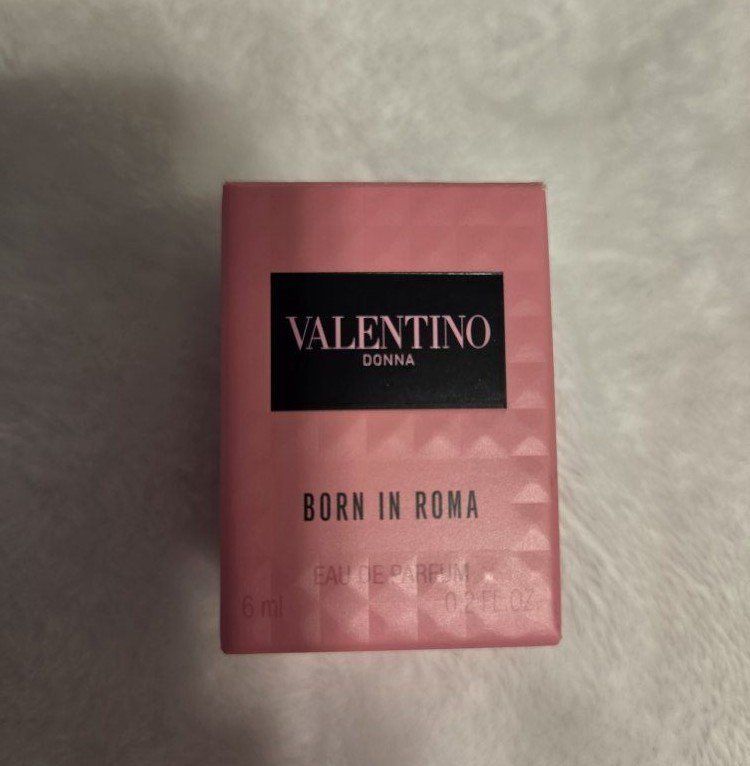 VALENTINO
DONNA
BORN IN ROMA
EAU DE PARFUM
6 ml 0.2 FL. OZ.